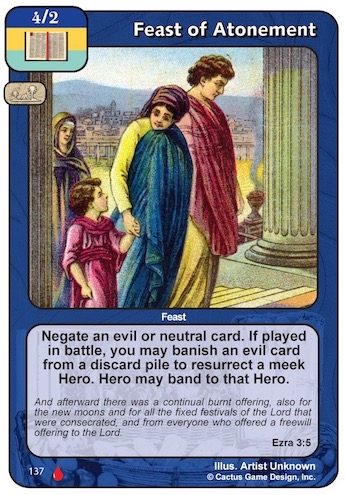 4/2
Feast of Atonement
Feast
Negate an evil or neutral card. If played
in battle, you may banish an evil card
from a discard pile to resurrect a meek
Hero. Hero may band to that Hero.
And afterward there was a continual burnt offering, also for
the new moons and for all the fixed festivals of the Lord that
were consecrated, and from everyone who offered a freewill
offering to the Lord.
Ezra 3:5
137
Illus. Artist Unknown
© Cactus Game Design, Inc.